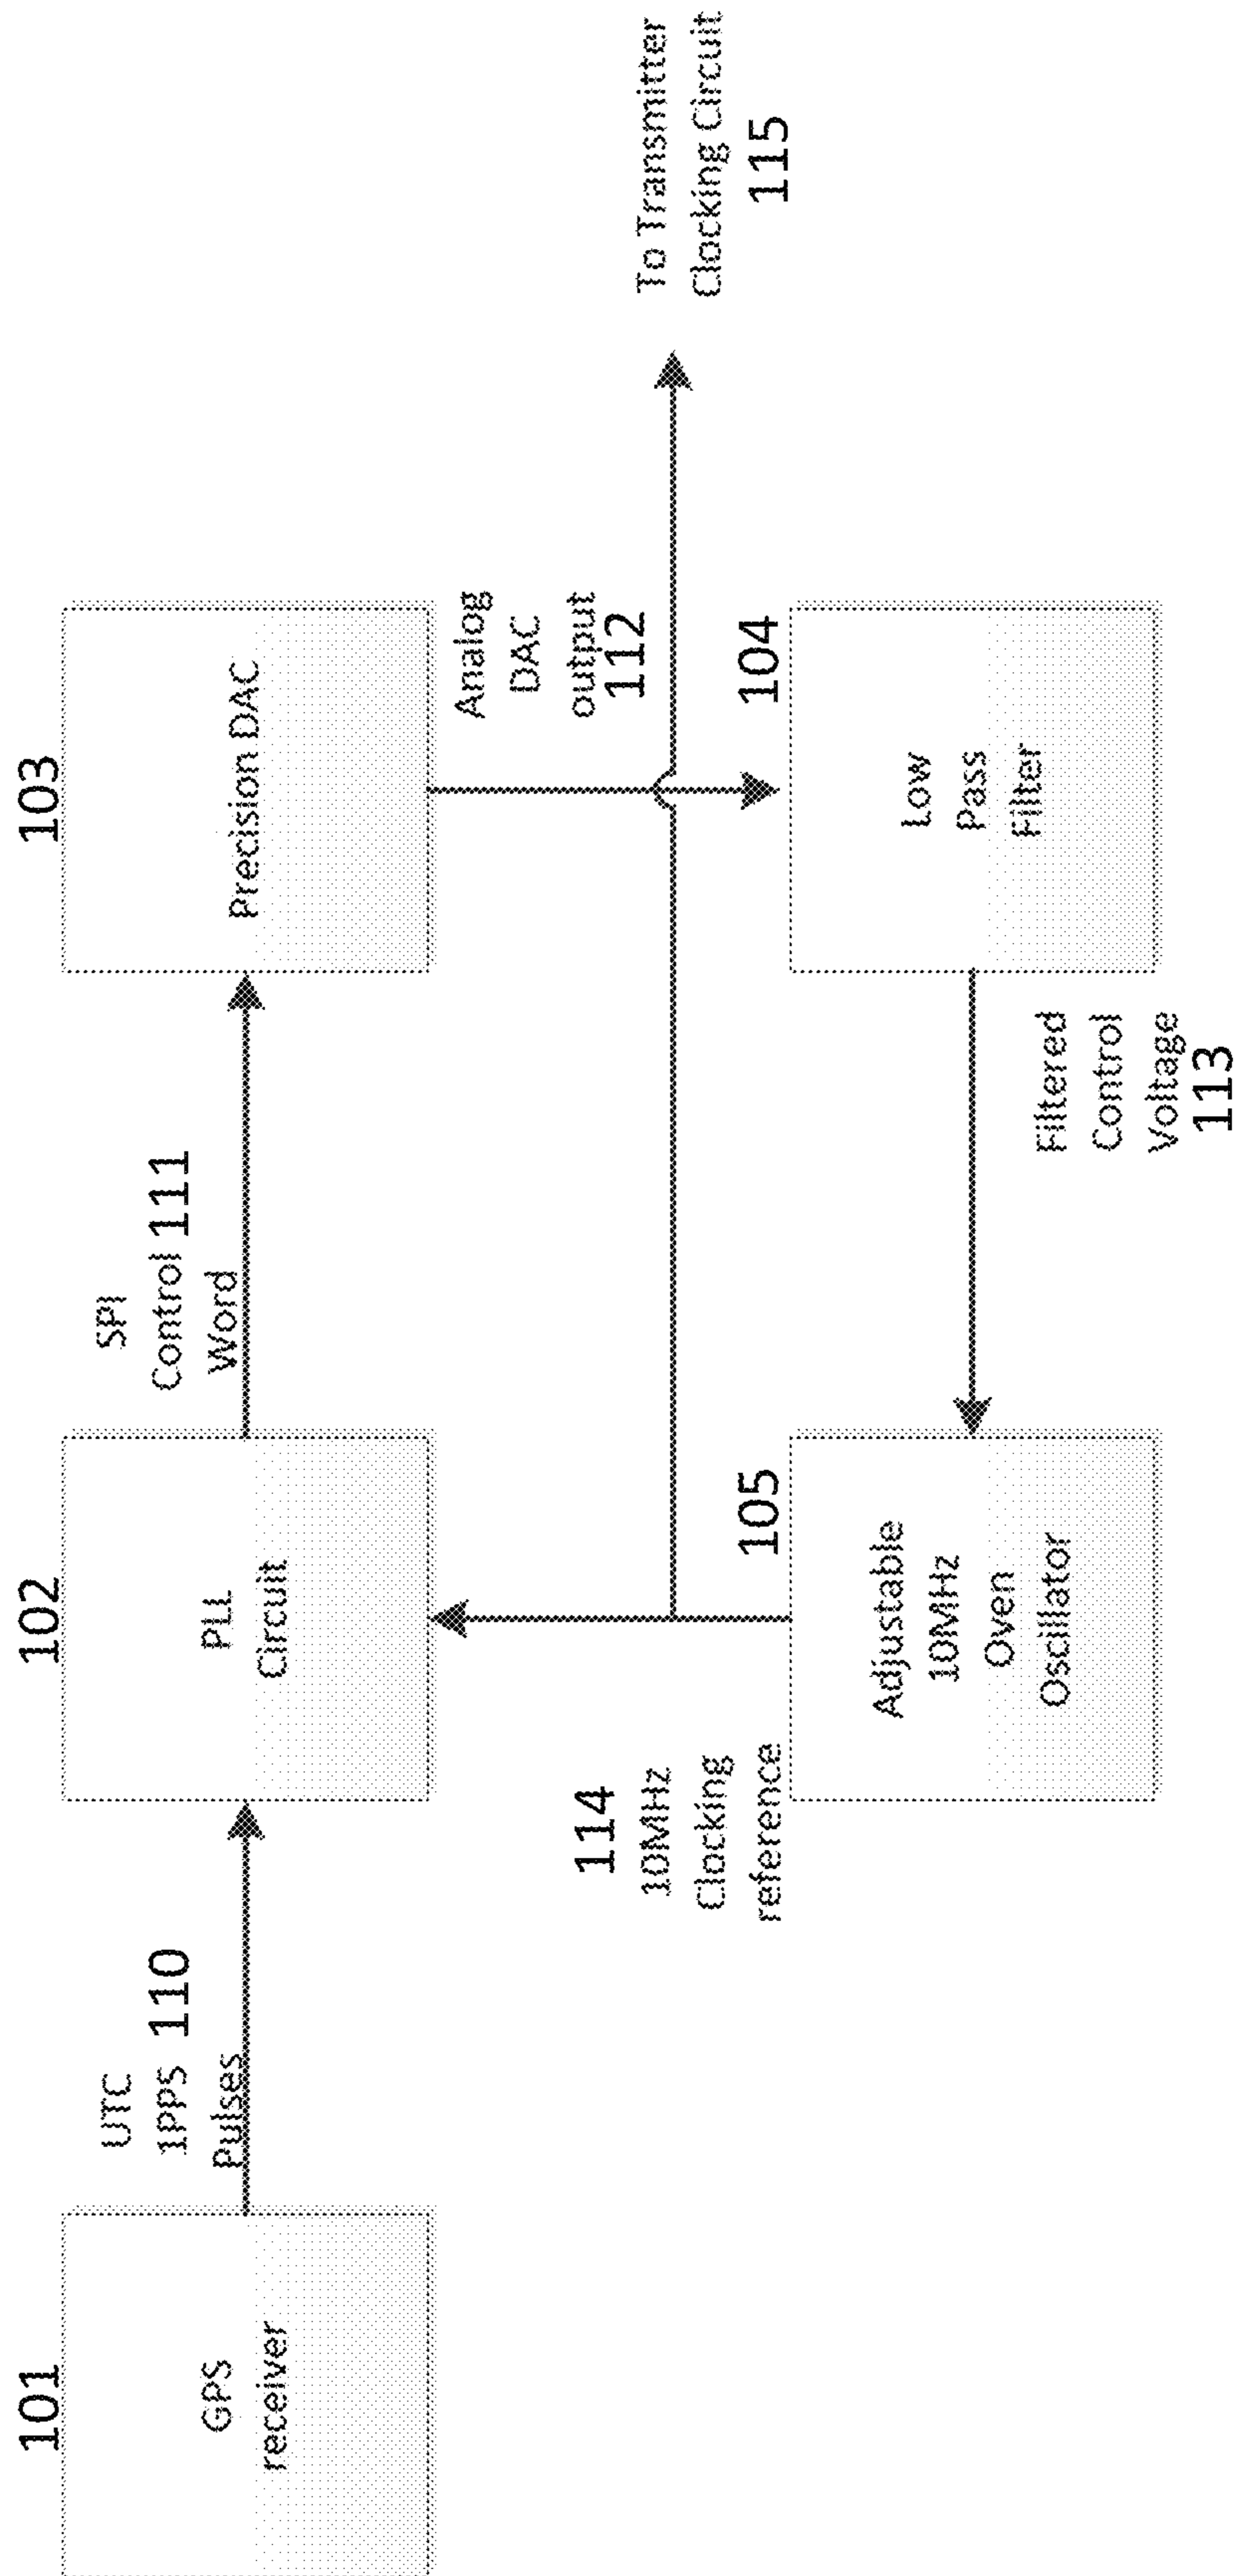 101
GPS
receiver
UTC
1PPS 110
Pulses
102
PLL
Circuit
SPI
Control 111
Word
103
Precision DAC
Analog
DAC
output
112
To Transmitter
Clocking Circuit
115
114
10MHz
Clocking
reference
105
Adjustable
10MHz
Oven
Oscillator
Filtered
Control
Voltage
113
104
Low
Pass
Filter